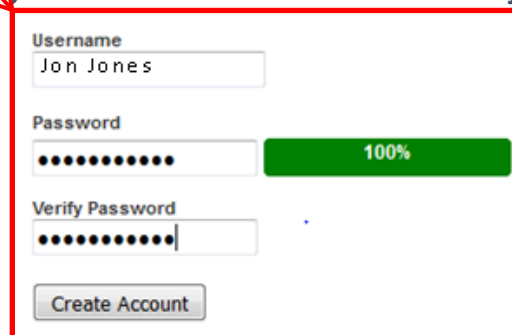 Username
Jon Jones
Password
●●●●●●●●●●● 100%
Verify Password
●●●●●●●●●●●
Create Account